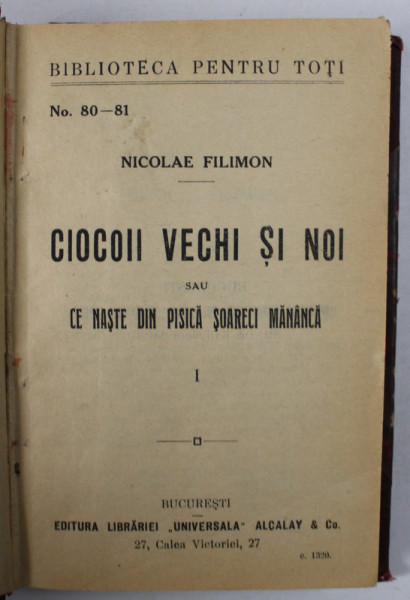 BIBLIOTECA PENTRU TOȚI
No. 80—81
NICOLAE FILIMON
CIOCOII VECHI ȘI NOI
SAU
CE NAȘTE DIN PISICĂ ȘOARECI MĂNÂNCĂ
I
BUCUREȘTI
EDITURA LIBRĂRIEI „UNIVERSALA" ALCALAY & Co.
27, Calea Victoriei, 27
c. 1320.